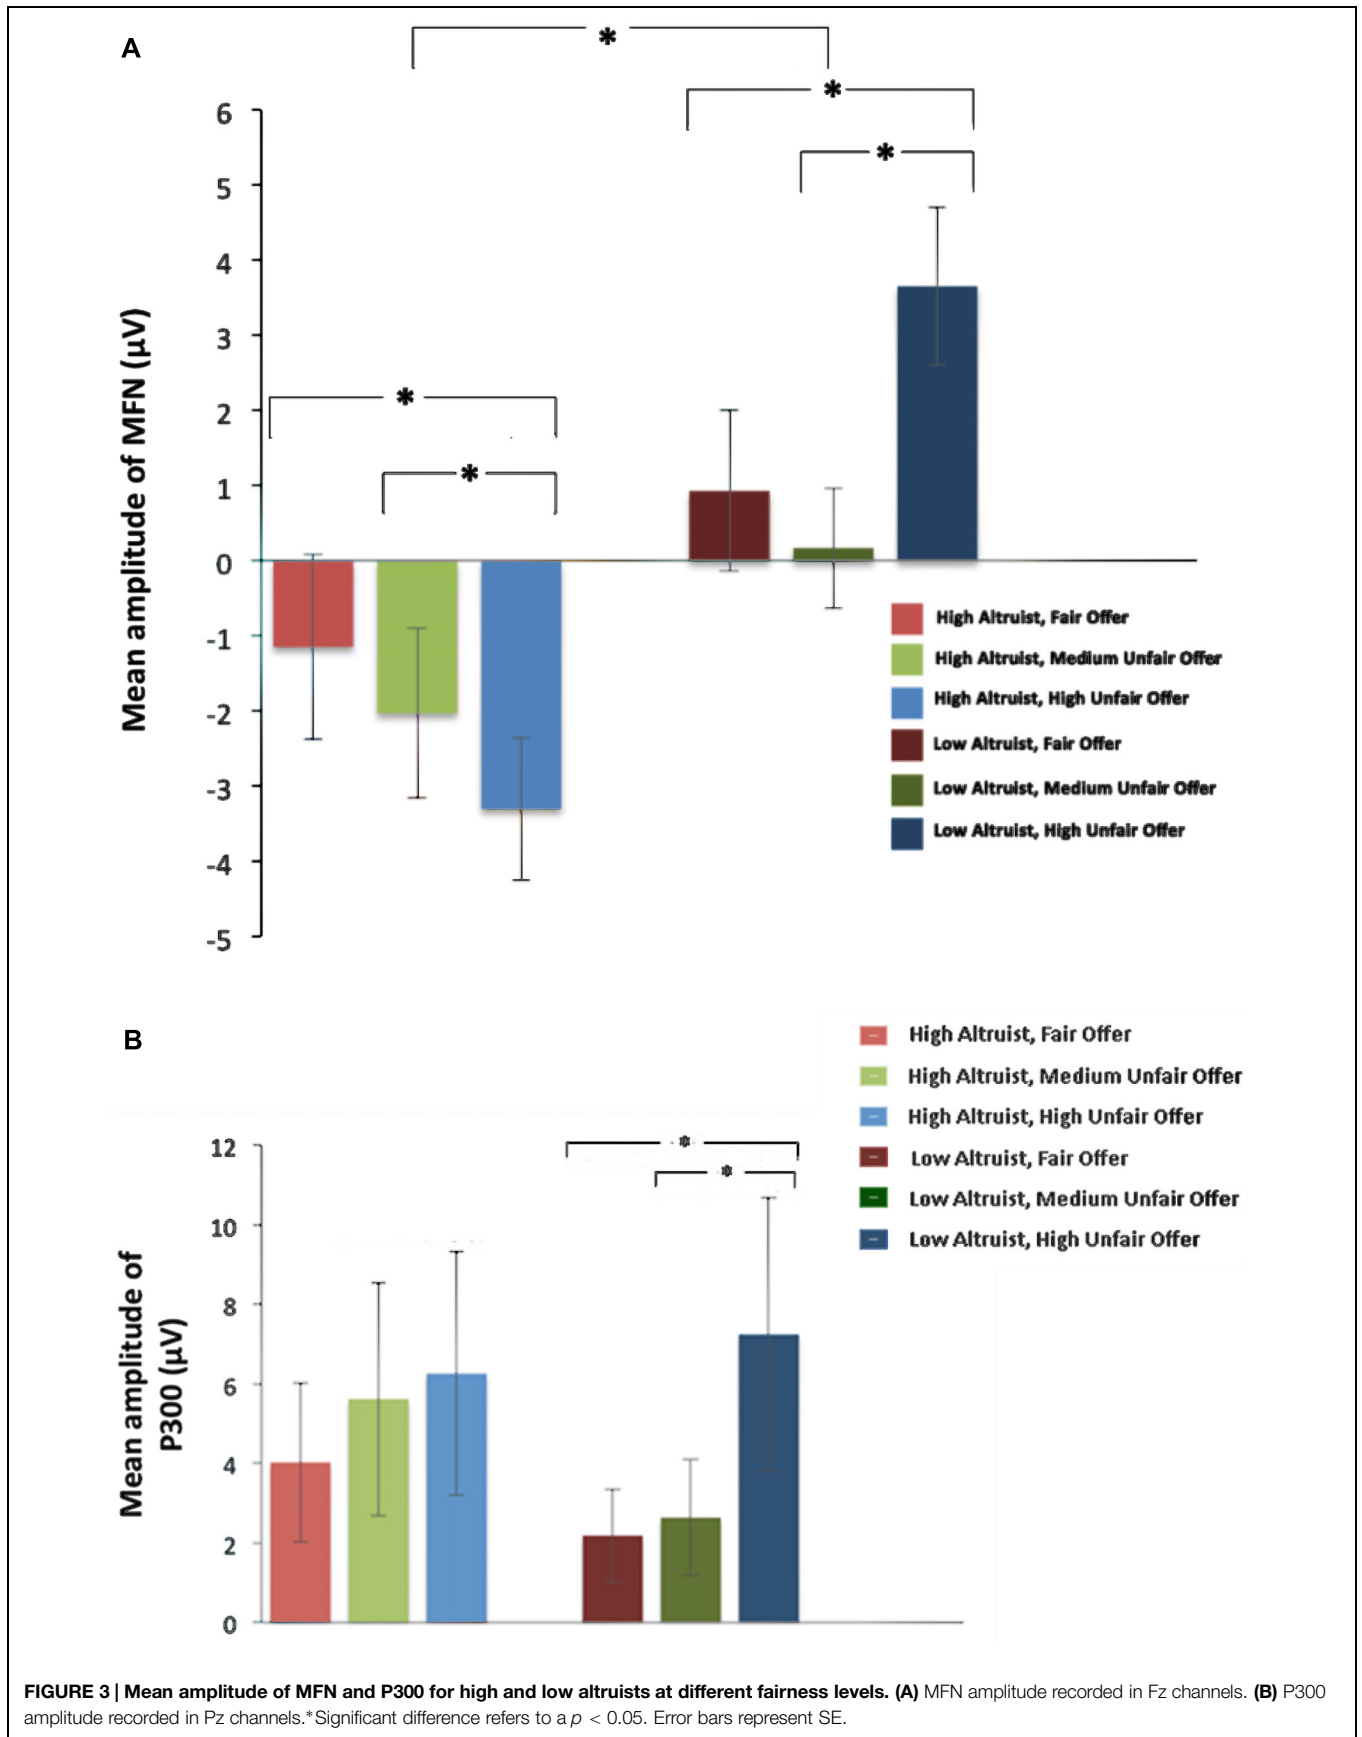 A
*
*
*
6
5
4
3
2
1
0
-1
-2
-3
-4
-5
Mean amplitude of MFN (µV)
*
*
High Altruist, Fair Offer
High Altruist, Medium Unfair Offer
High Altruist, High Unfair Offer
Low Altruist, Fair Offer
Low Altruist, Medium Unfair Offer
Low Altruist, High Unfair Offer
B
High Altruist, Fair Offer
High Altruist, Medium Unfair Offer
High Altruist, High Unfair Offer
Low Altruist, Fair Offer
Low Altruist, Medium Unfair Offer
Low Altruist, High Unfair Offer
*
*
12
10
8
6
4
2
0
Mean amplitude of
P300 (µV)
FIGURE 3 | Mean amplitude of MFN and P300 for high and low altruists at different fairness levels. (A) MFN amplitude recorded in Fz channels. (B) P300
amplitude recorded in Pz channels.*Significant difference refers to a p < 0.05. Error bars represent SE.